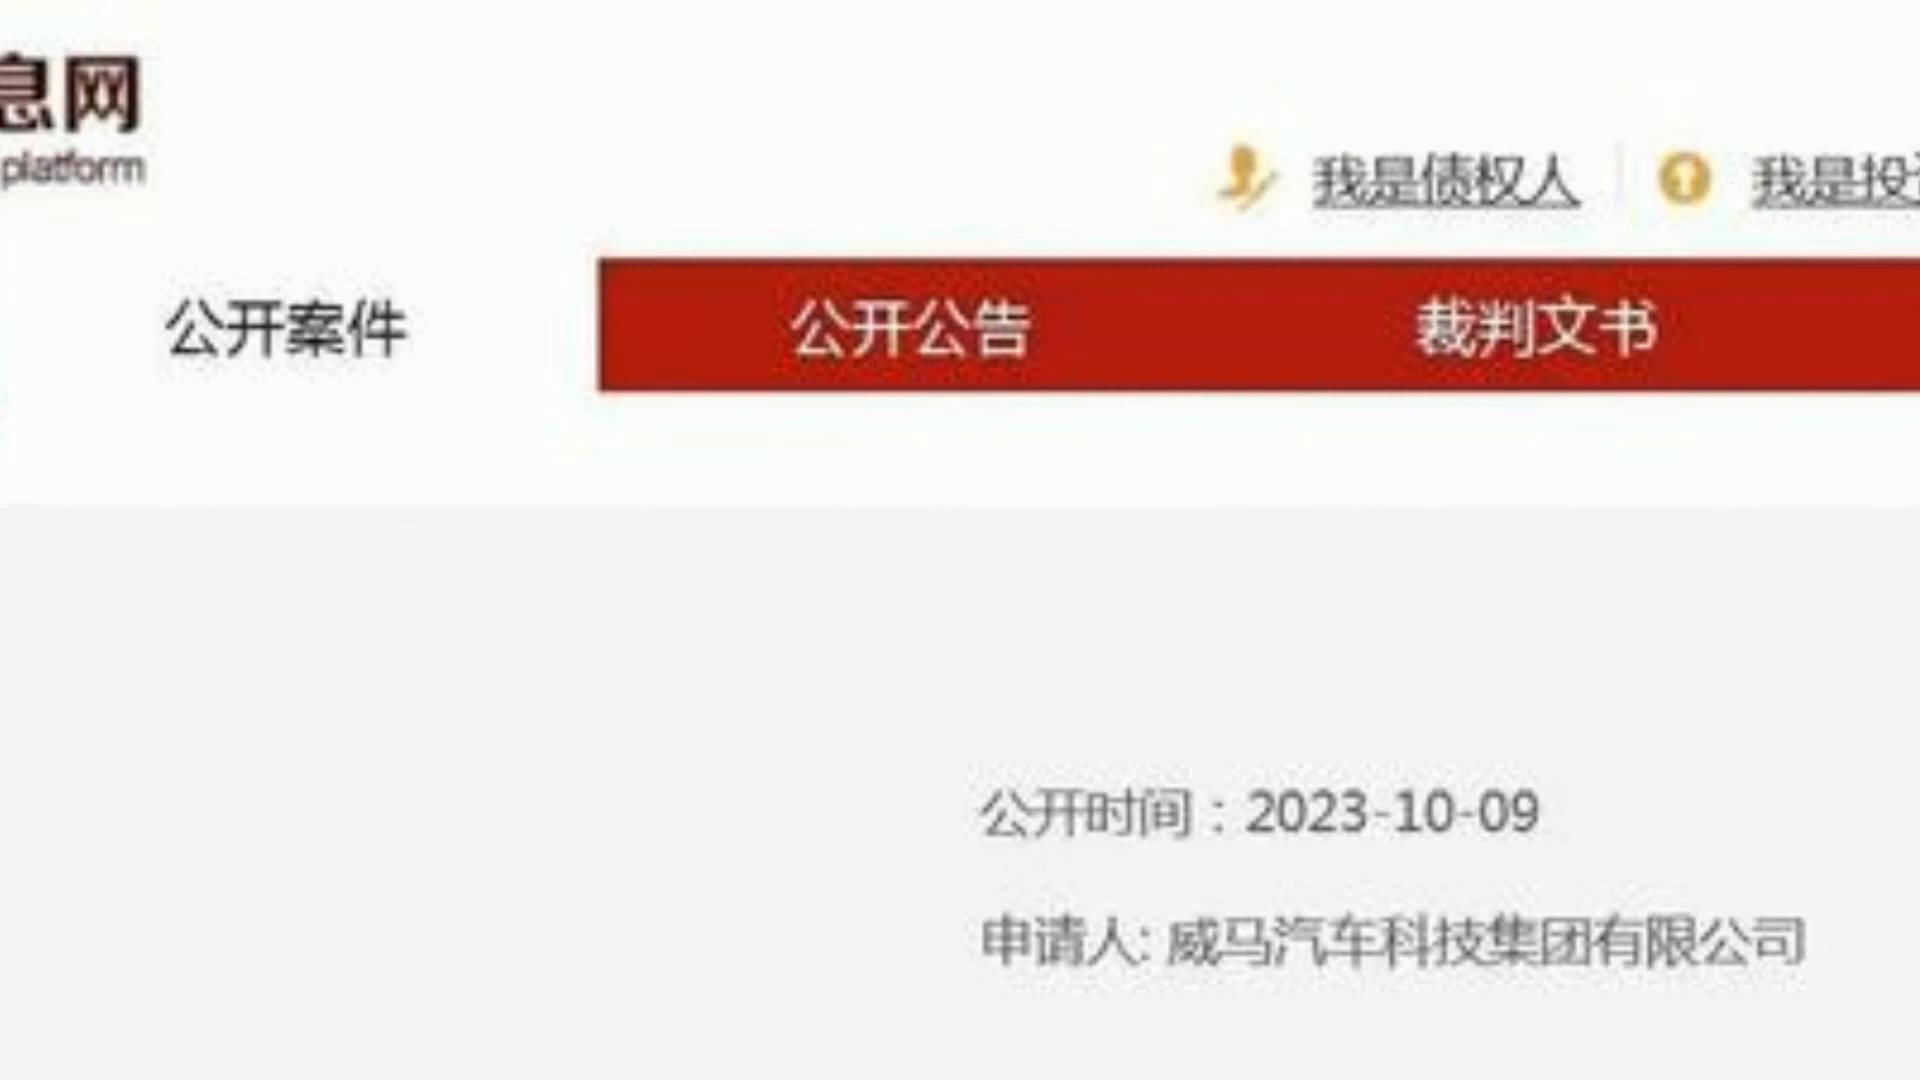 息网
platform
我是债权人 我是投
公开案件 公开公告 裁判文书
公开时间：2023-10-09
申请人: 威马汽车科技集团有限公司